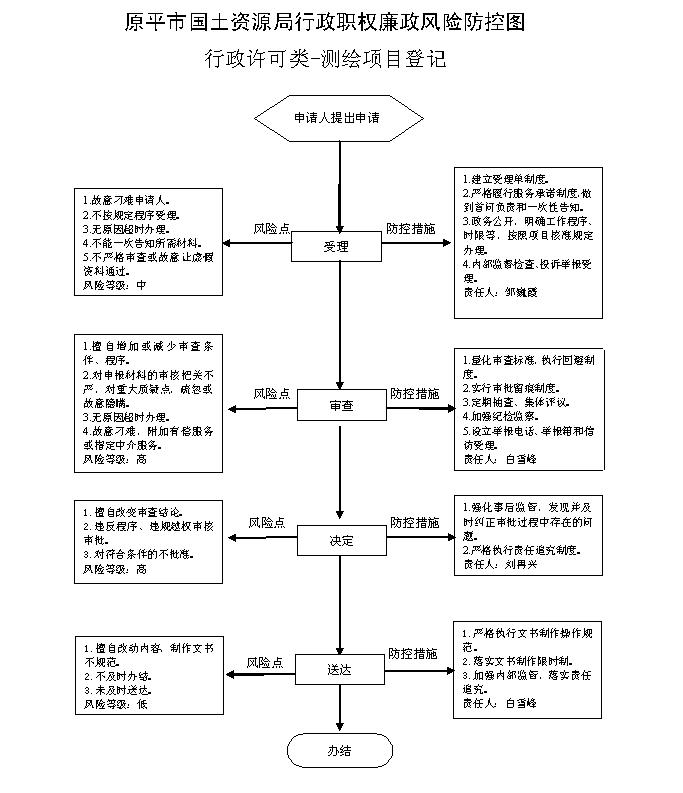 原平市国土资源局行政职权廉政风险防控图
行政许可类-测绘项目登记
申请人提出申请
1.故意刁难申请人。
2.不按规定程序受理。
3.无原因超时办理。
4.不能一次告知所需材料。
5.不严格审查或故意让虚假
资料通过。
风险等级：中
风险点
受理
防控措施
1.建立受理单制度。
2.严格履行服务承诺制度，做
到首问负责和一次性告知。
3.政务公开，明确工作程序、
时限等，按照项目核准规定
办理。
4.内部监督检查、投诉举报受
理。
责任人：邹巍霞
1.擅自增加或减少审查条
件、程序。
2.对申报材料的审核把关不
严，对重大质疑点，疏忽或
故意隐瞒。
3.无原因超时办理。
4.故意刁难，附加有偿服务
或指定中介服务。
风险等级：高
风险点
审查
防控措施
1.量化审查标准，执行回避制
度。
2.实行审批留痕制度。
3.定期抽查、集体评议。
4.加强纪检监察。
5.设立举报电话、举报箱和信
访受理。
责任人：白雪峰
1.擅自改变审查结论。
2.违反程序、违规越权审核
审批。
3.对符合条件的不批准。
风险等级：高
风险点
决定
防控措施
1.强化事后监管，发现并及
时纠正审批过程中存在的问
题。
2.严格执行责任追究制度。
责任人：刘再兴
1.擅自改动内容，制作文书
不规范。
2.不及时办结。
3.未及时送达。
风险等级：低
风险点
送达
防控措施
1.严格执行文书制作操作规
范。
2.落实文书制作限时制。
3.加强内部监管，落实责任
追究。
责任人：白雪峰
办结